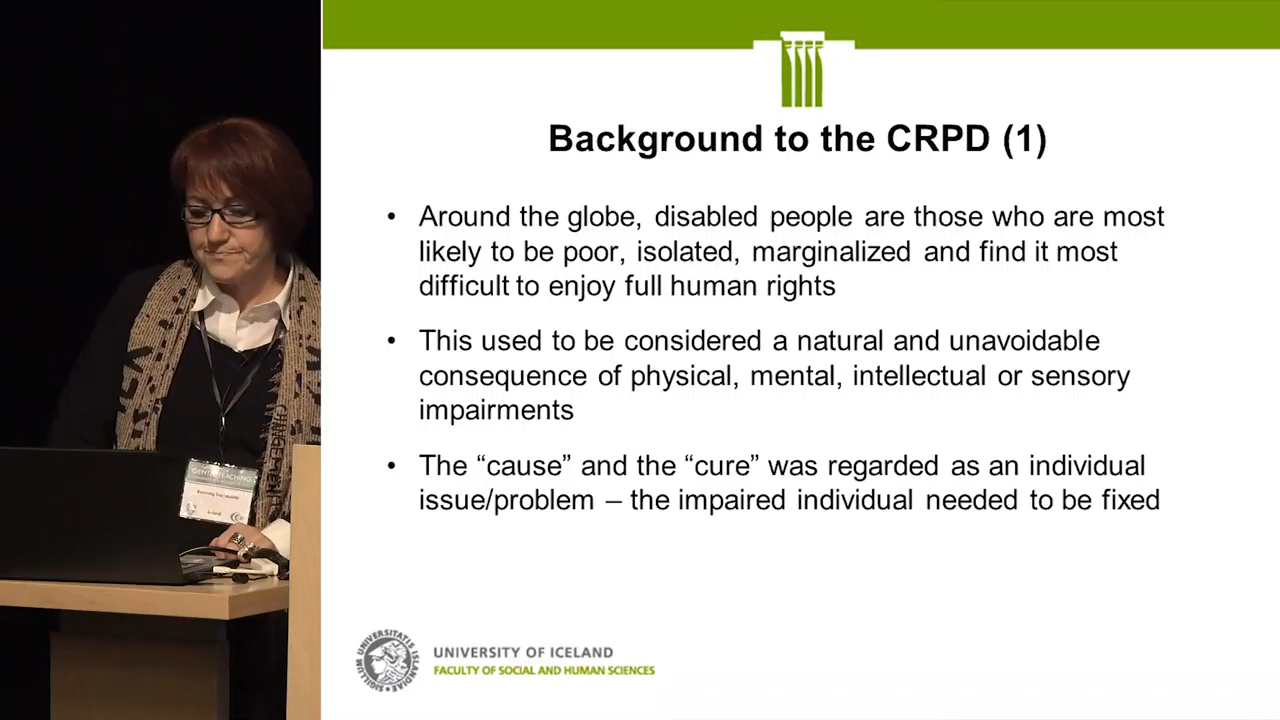 Background to the CRPD (1)
• Around the globe, disabled people are those who are most
likely to be poor, isolated, marginalized and find it most
difficult to enjoy full human rights
• This used to be considered a natural and unavoidable
consequence of physical, mental, intellectual or sensory
impairments
• The “cause” and the “cure” was regarded as an individual
issue/problem – the impaired individual needed to be fixed
UNIVERSITY OF ICELAND
FACULTY OF SOCIAL AND HUMAN SCIENCES
SIGILLUM UNIVERSITATIS ISLANDIAE